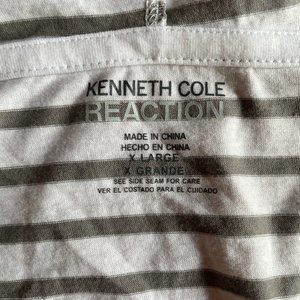 KENNETH COLE
REACTION
MADE IN CHINA
HECHO EN CHINA
X LARGE
X GRANDE
SEE SIDE SEAM FOR CARE
VER EL COSTADO PARA EL CUIDADO